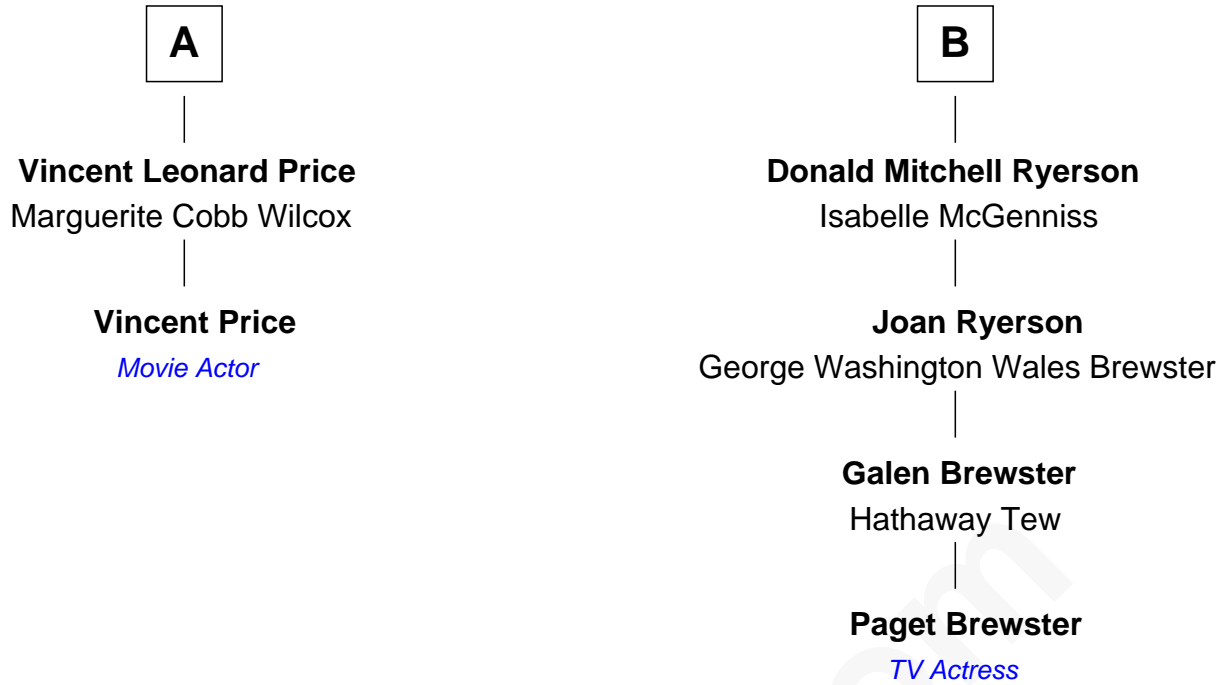 A
Vincent Leonard Price
Marguerite Cobb Wilcox
Vincent Price
Movie Actor
B
Donald Mitchell Ryerson
Isabelle McGenniss
Joan Ryerson
George Washington Wales Brewster
Galen Brewster
Hathaway Tew
Paget Brewster
TV Actress
om